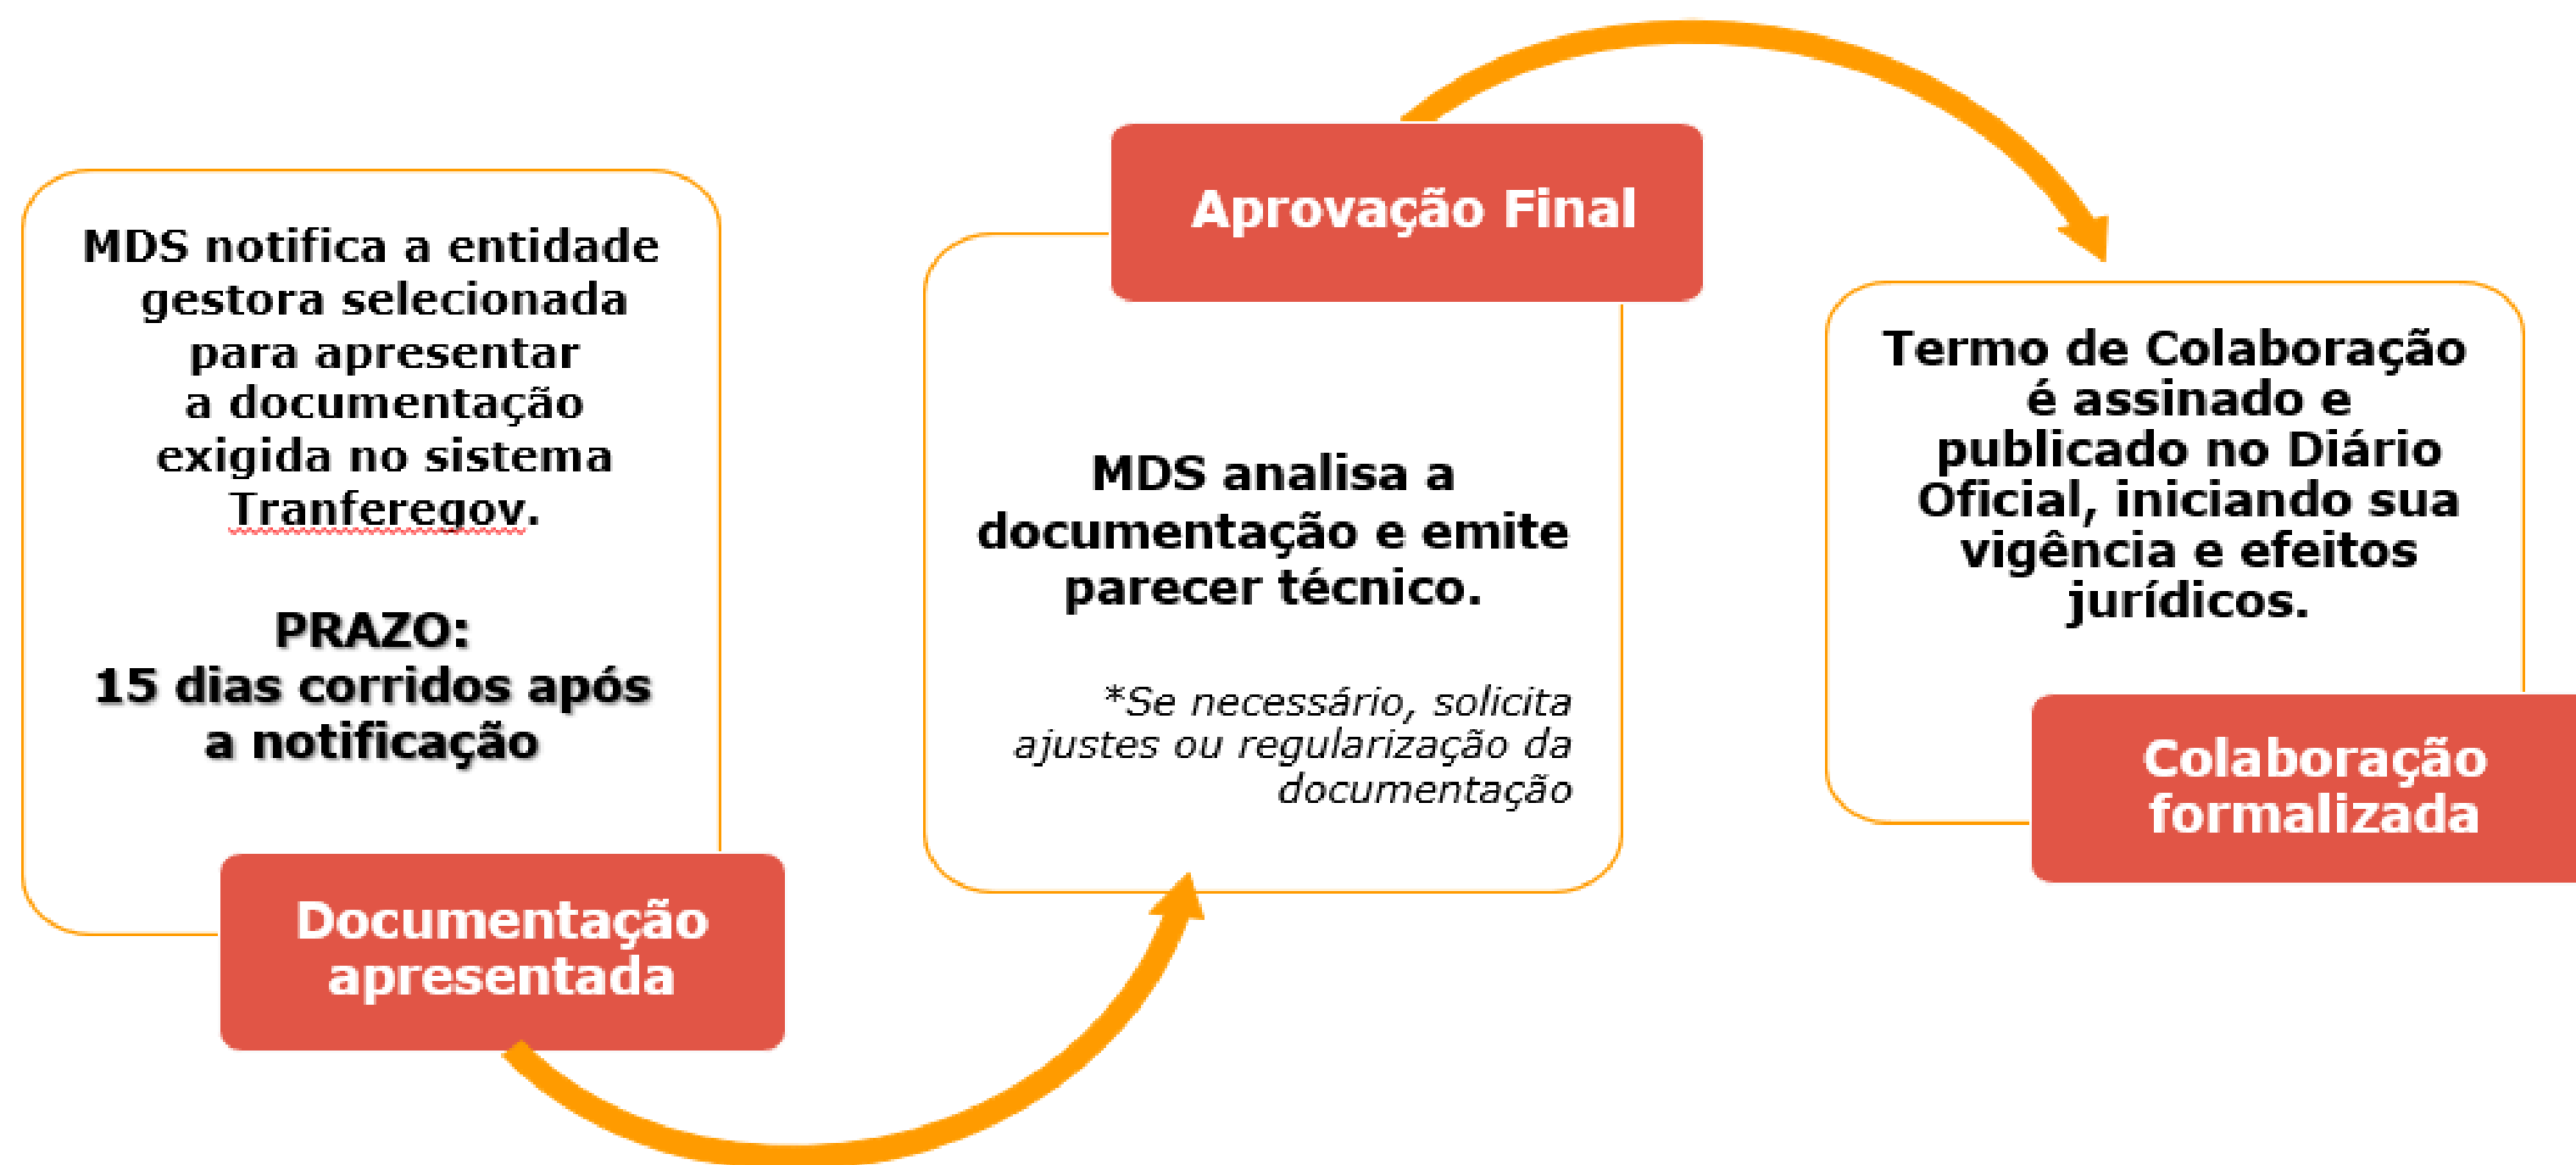 MDS notifica a entidade
gestora selecionada
para apresentar
a documentação
exigida no sistema
Tranferegov.
PRAZO:
15 dias corridos após
a notificação
Documentação
apresentada
Aprovação Final
MDS analisa a
documentação e emite
parecer técnico.
*Se necessário, solicita
ajustes ou regularização da
documentação
Termo de Colaboração
é assinado e
publicado no Diário
Oficial, iniciando sua
vigência e efeitos
jurídicos.
Colaboração
formalizada